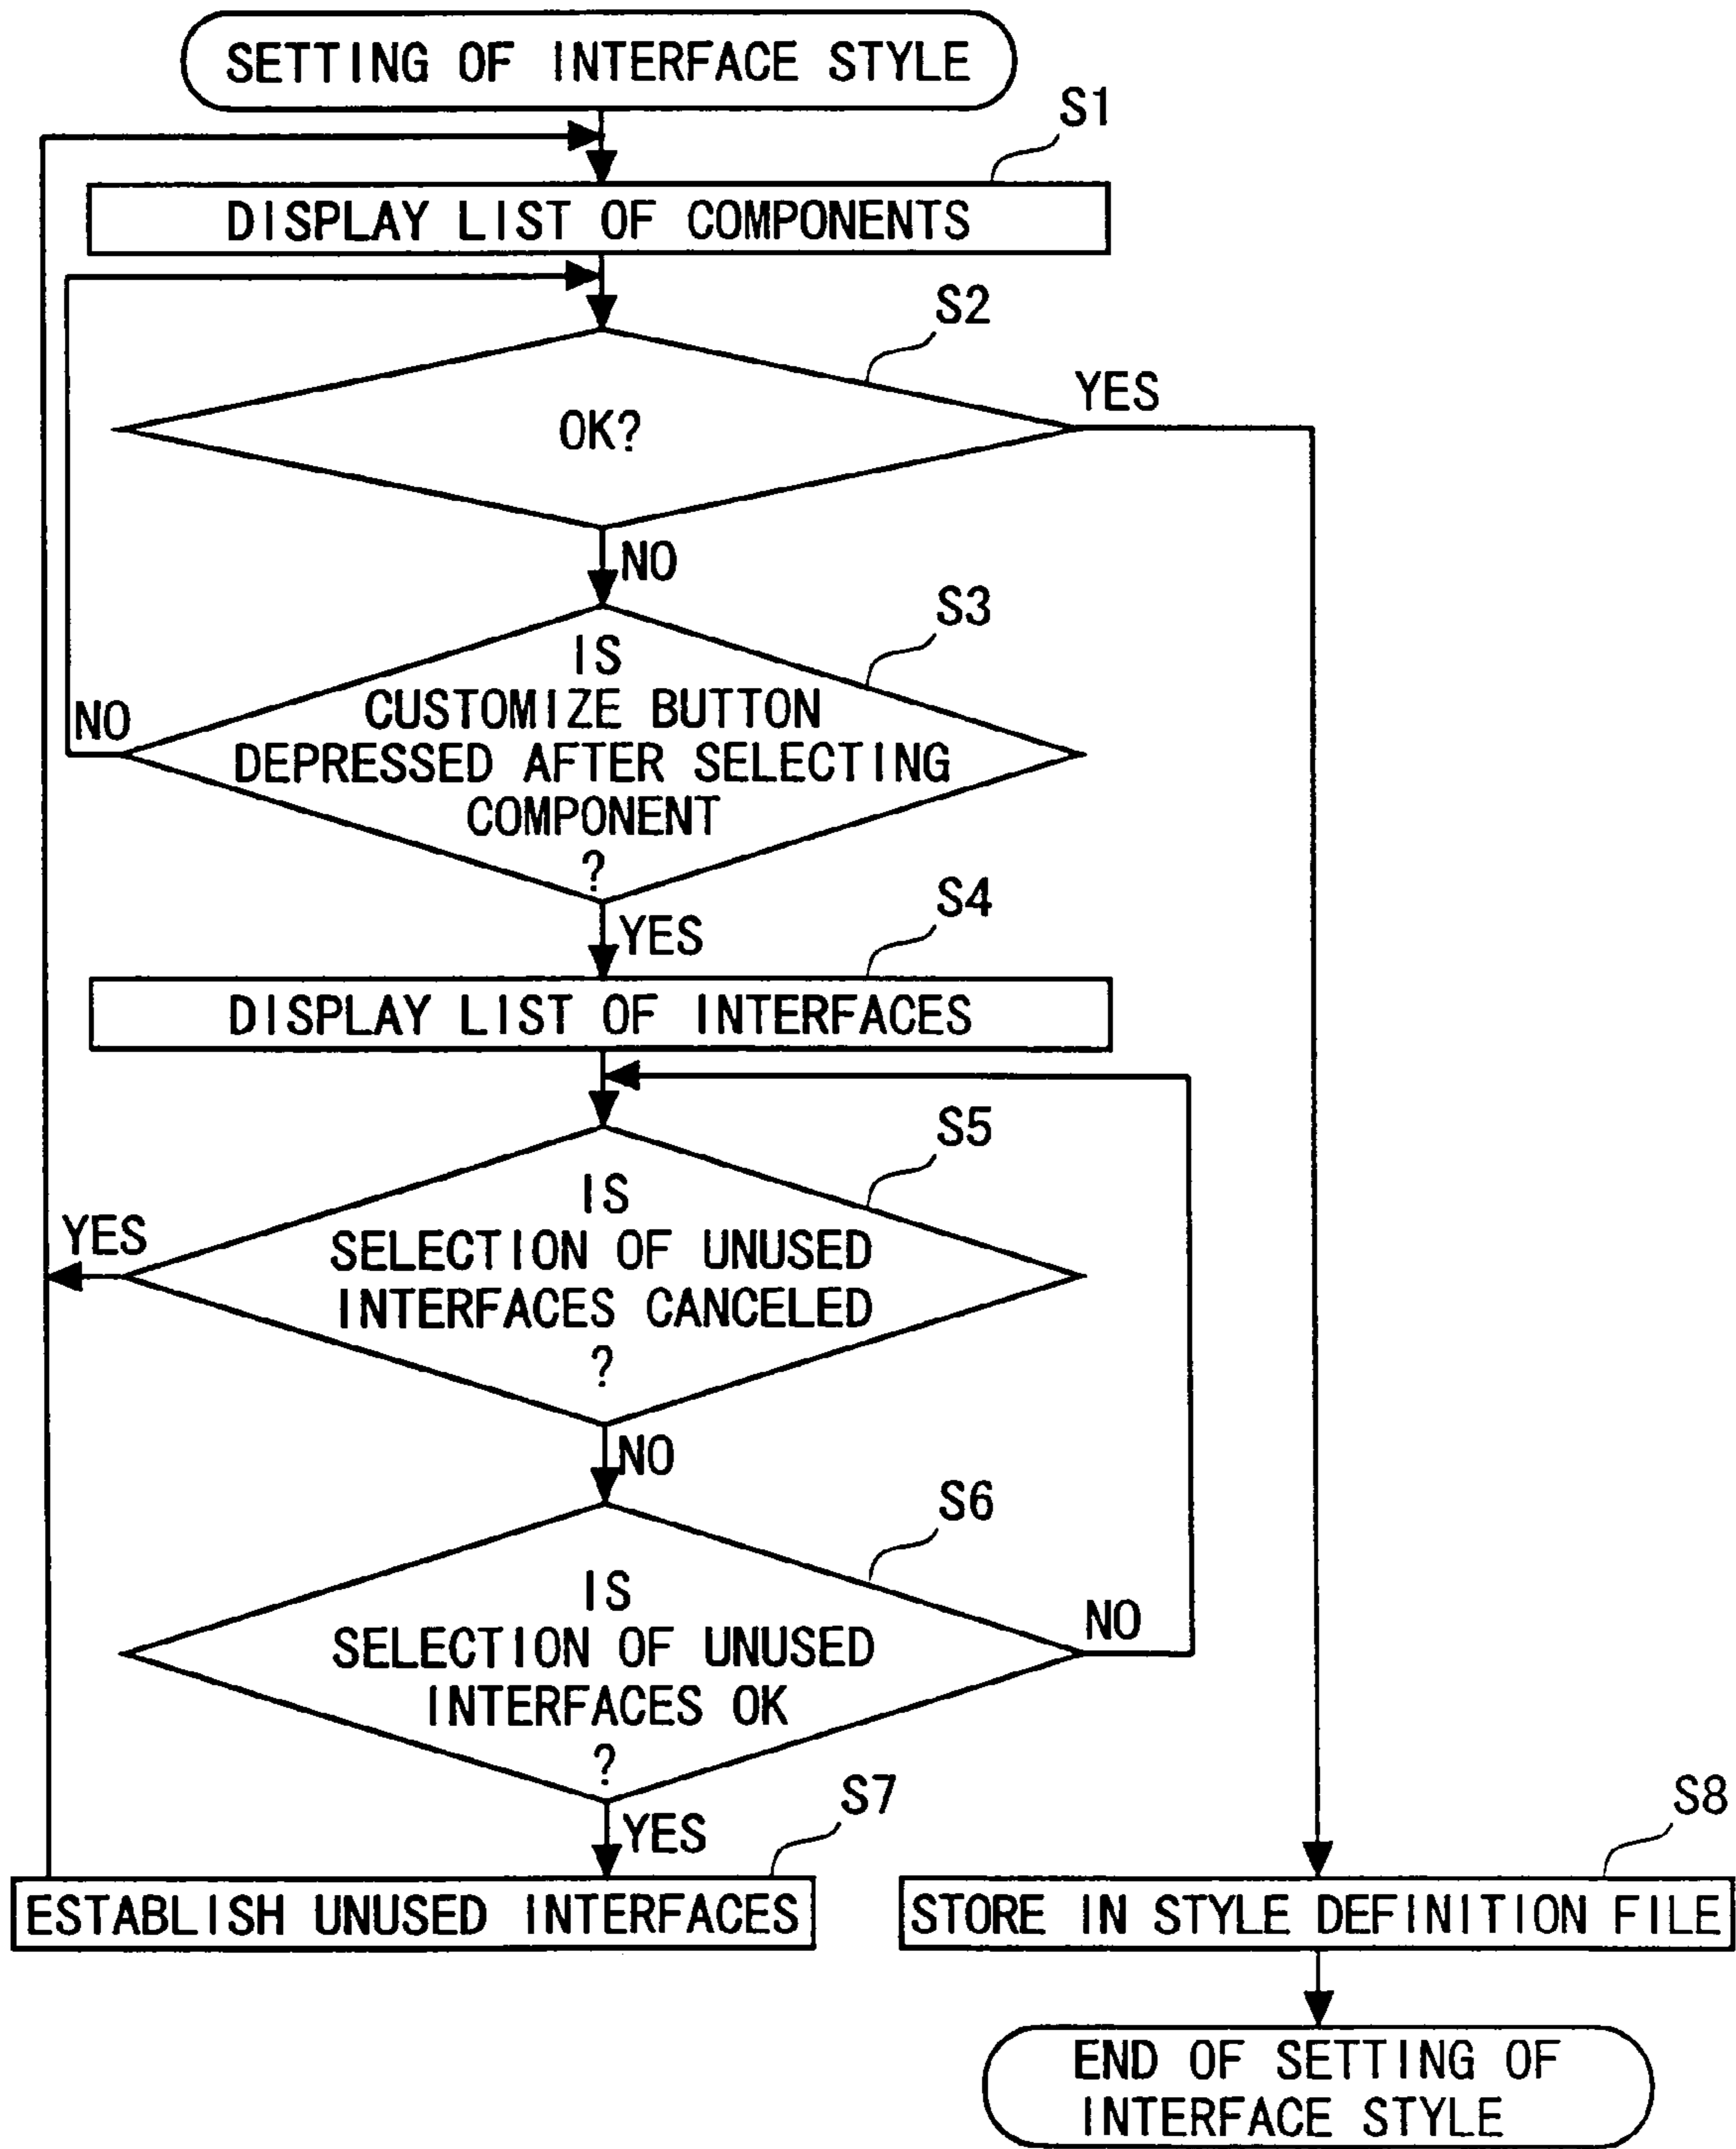 SETTING OF INTERFACE STYLE
S1
DISPLAY LIST OF COMPONENTS
S2
OK?
YES
NO
S3
IS
CUSTOMIZE BUTTON
DEPRESSED AFTER SELECTING
COMPONENT
?
NO
YES
S4
DISPLAY LIST OF INTERFACES
S5
IS
SELECTION OF UNUSED
INTERFACES CANCELED
?
YES
NO
S6
IS
SELECTION OF UNUSED
INTERFACES OK
?
NO
YES
S7
ESTABLISH UNUSED INTERFACES
S8
STORE IN STYLE DEFINITION FILE
END OF SETTING OF
INTERFACE STYLE